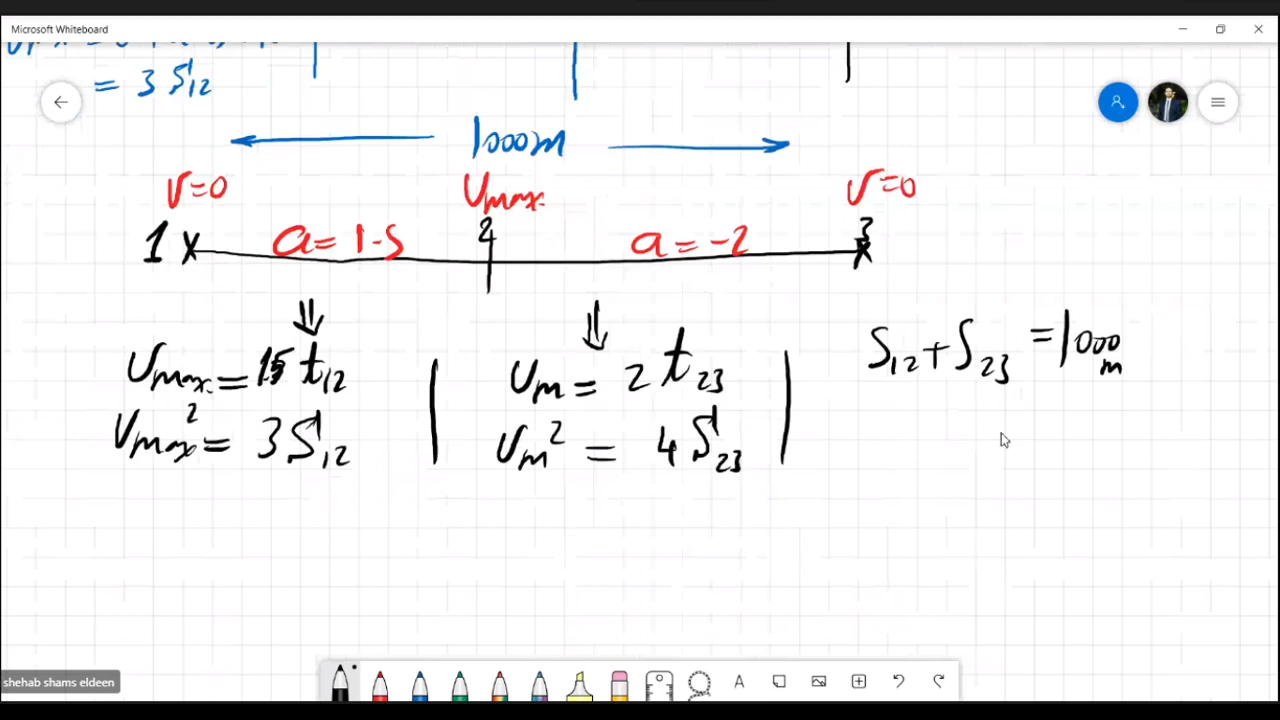 Microsoft Whiteboard
= 3 S12
1000m
V=0 Vmax. V=0
1 a= 1.5 2 a= -2 3
Vmax. = 1.5 t12
Vmax² = 3 S12
Vm = 2 t23
Vm² = 4 S23
S12 + S23 = 1000 m
shehab shams eldeen
A